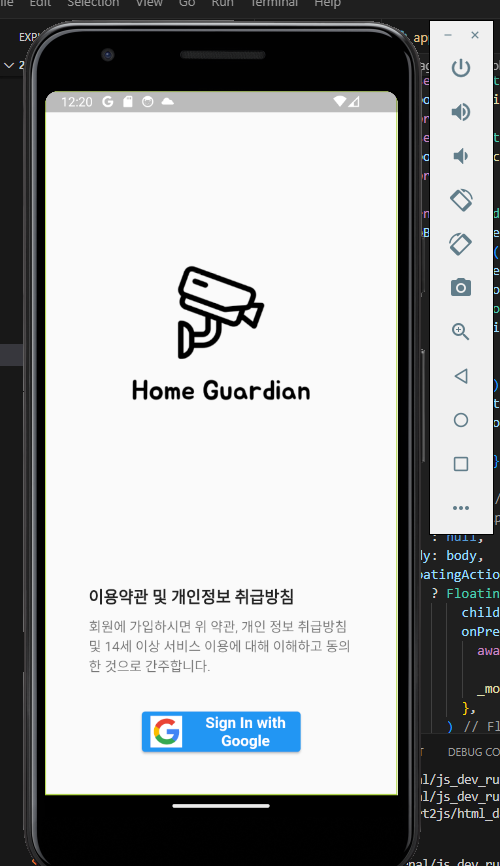 Edit Selection View Go Run Terminal Help
EXP
12:20
Home Guardian
이용약관 및 개인정보 취급방침
회원에 가입하시면 위 약관, 개인 정보 취급방침
및 14세 이상 서비스 이용에 대해 이해하고 동의
한 것으로 간주합니다.
Sign In with
Google
: null,
dy: body,
oatingActio
? Floatin
child
onPre
awa
_mo
},
) // Fl
DEBUG CO
al/js_dev_ru
al/js_dev_ru
rt2js/html_d
nal/js_dev_ru